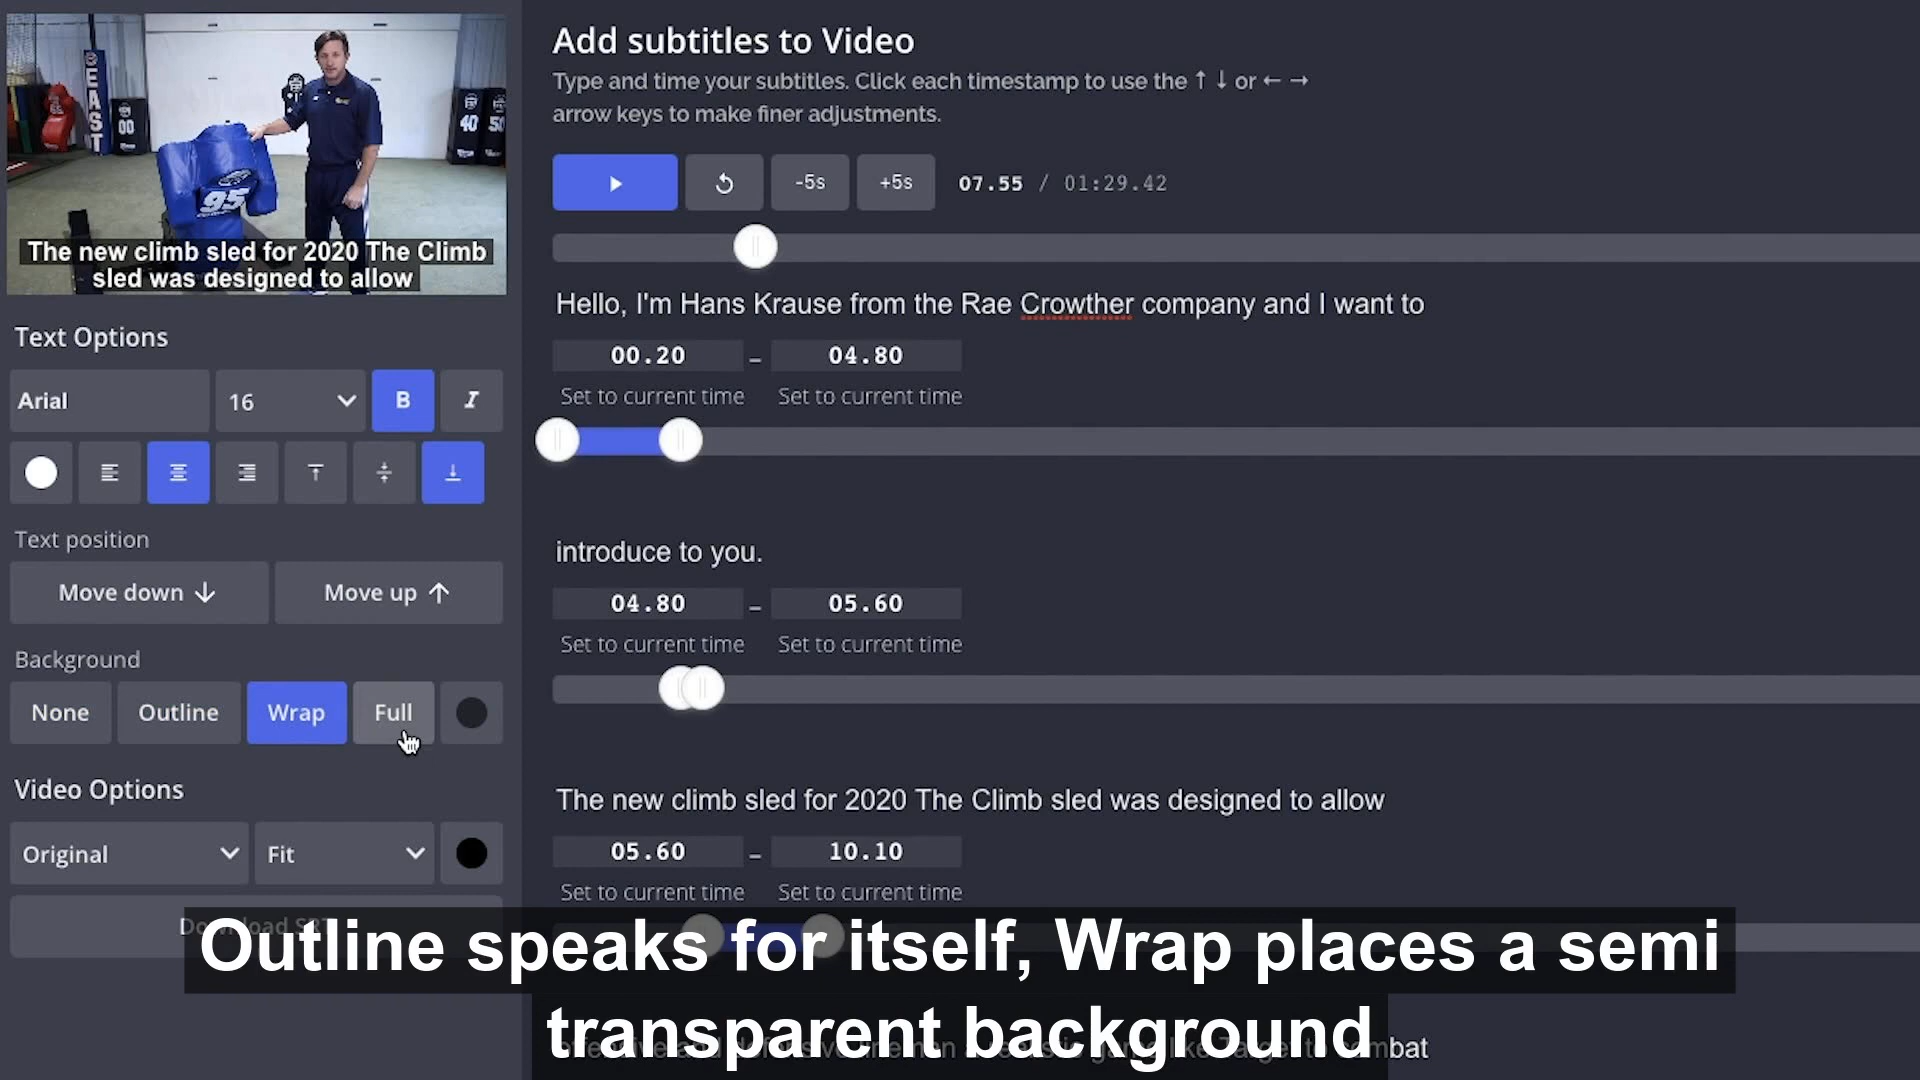 EAST
00
40
95
The new climb sled for 2020 The Climb
sled was designed to allow
Text Options
Arial
16
B
I
Text position
Move down ↓
Move up ↑
Background
None
Outline
Wrap
Full
Video Options
Original
Fit
Add subtitles to Video
Type and time your subtitles. Click each timestamp to use the ↑ ↓ or ← →
arrow keys to make finer adjustments.
-5s
+5s
07.55 / 01:29.42
Hello, I'm Hans Krause from the Rae Crowther company and I want to
00.20 – 04.80
Set to current time
Set to current time
introduce to you.
04.80 – 05.60
Set to current time
Set to current time
The new climb sled for 2020 The Climb sled was designed to allow
05.60 – 10.10
Set to current time
Set to current time
Outline speaks for itself, Wrap places a semi
transparent background